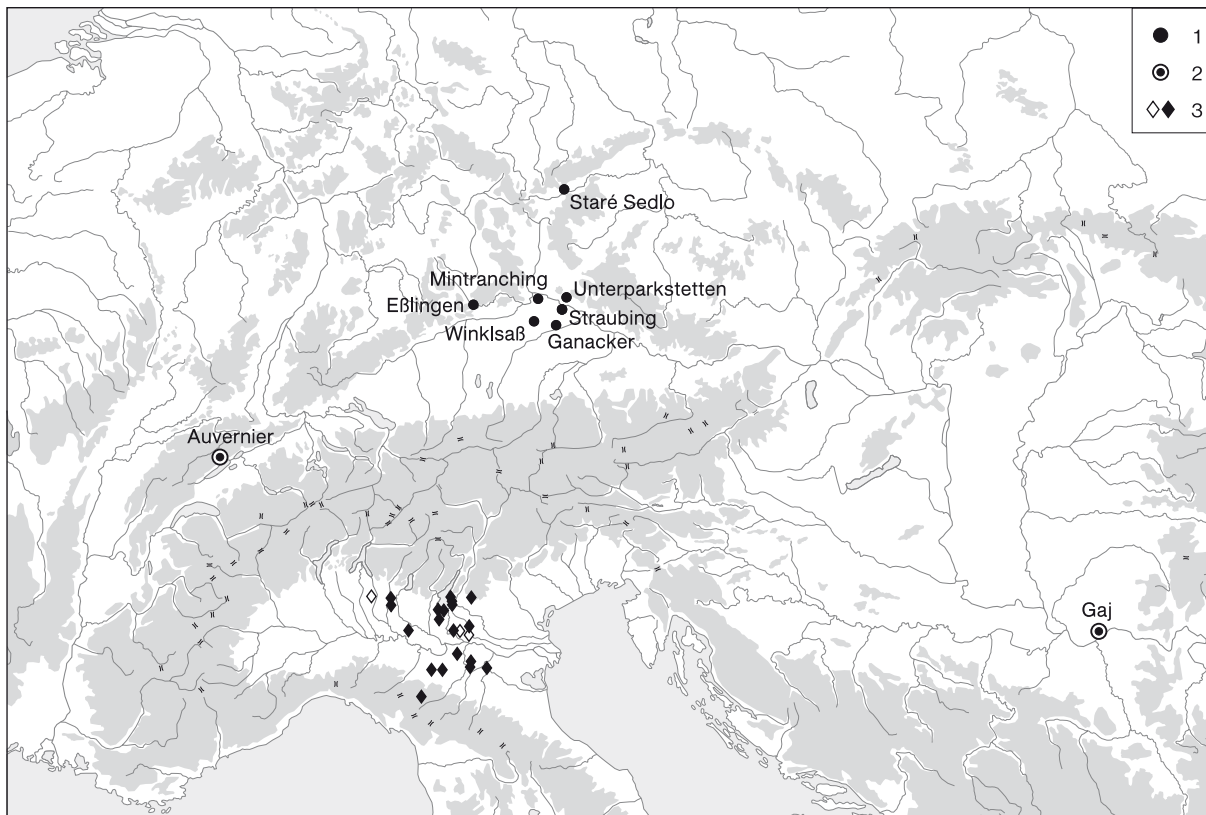 1
2
3
Staré Sedlo
Mintranching
Unterparkstetten
Eßlingen
Straubing
Winklsaß
Ganacker
Auvernier
Gaj